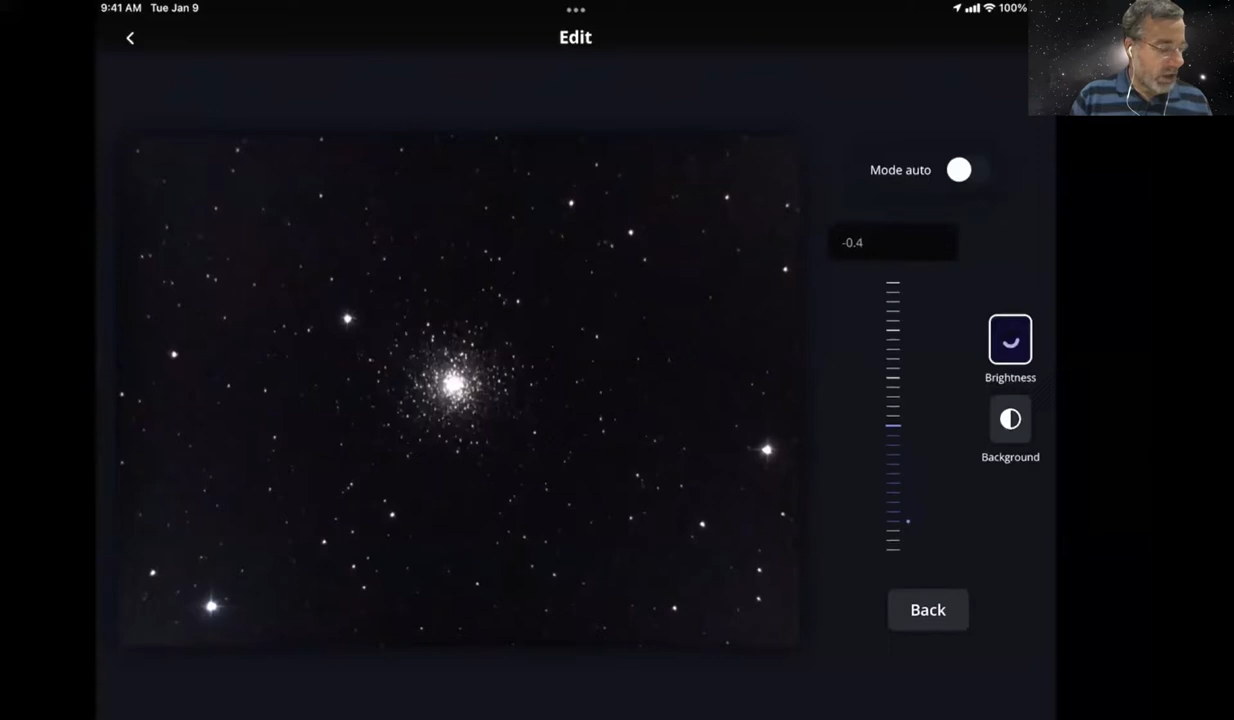 9:41 AM Tue Jan 9
100%
Edit
Mode auto
-0.4
Brightness
Background
Back